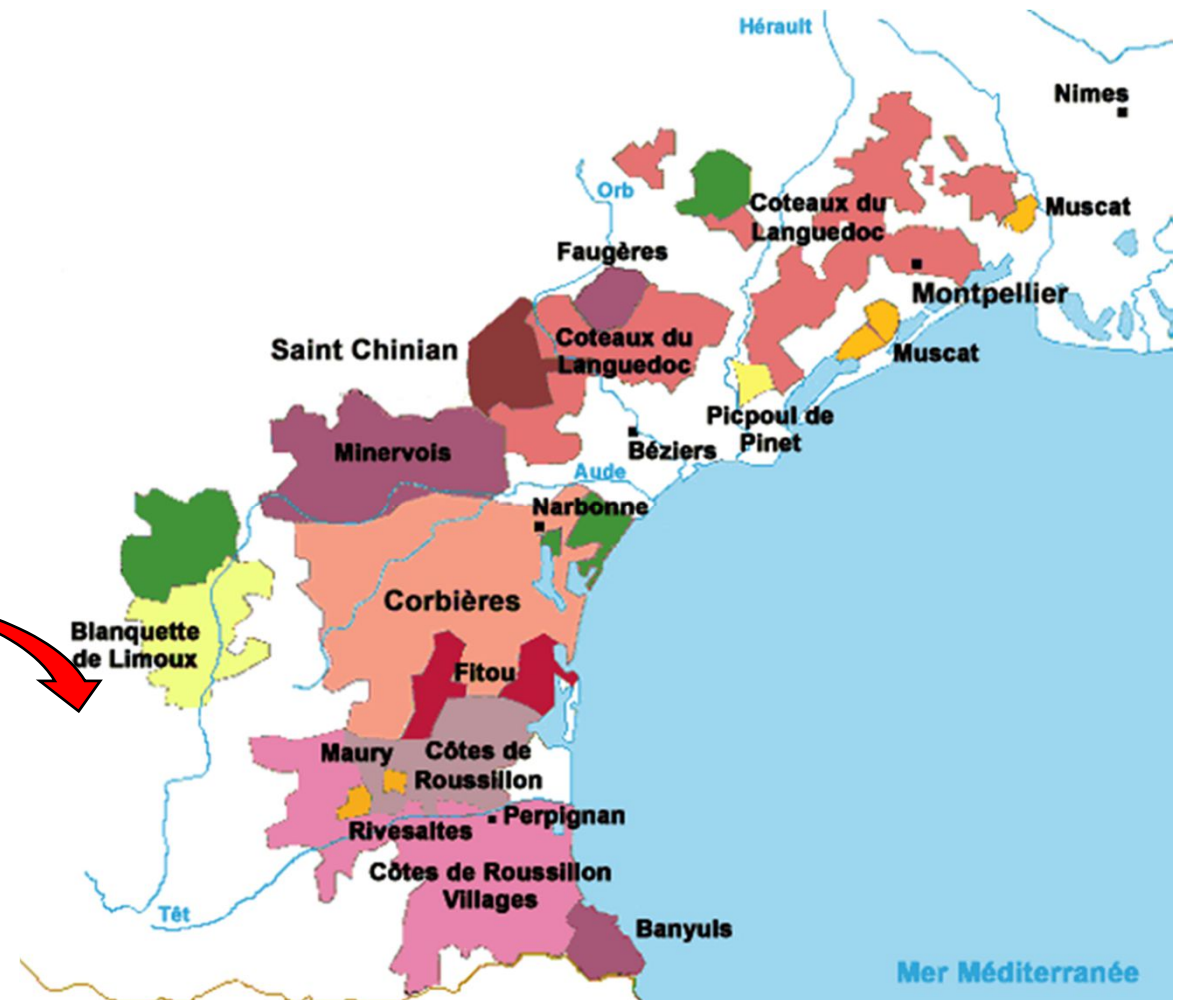 Hérault
Nimes
Orb
Coteaux du
Languedoc
Muscat
Faugères
Montpellier
Saint Chinian
Coteaux du
Languedoc
Muscat
Picpoul de
Pinet
Minervois
Béziers
Aude
Narbonne
Corbières
Blanquette
de Limoux
Fitou
Maury
Côtes de
Roussillon
Perpignan
Rivesaltes
Côtes de Roussillon
Villages
Têt
Banyuls
Mer Méditerranée